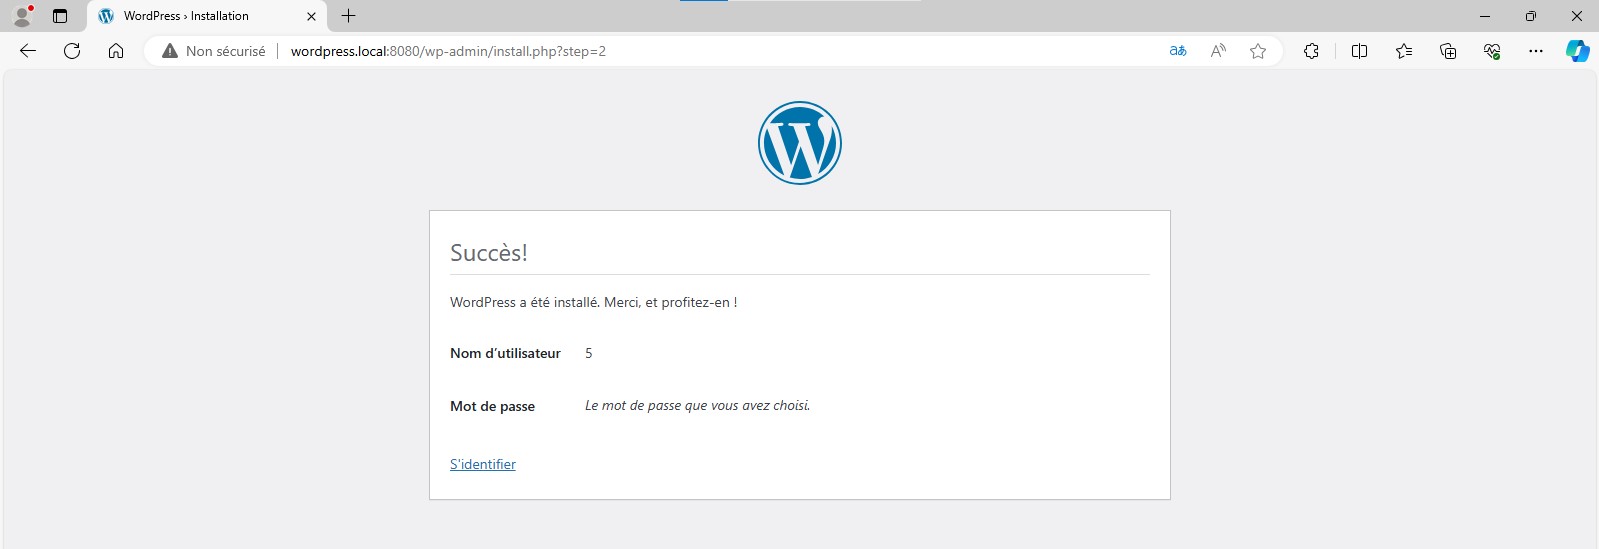 WordPress › Installation
Non sécurisé
wordpress.local:8080/wp-admin/install.php?step=2
Succès!
WordPress a été installé. Merci, et profitez-en !
Nom d’utilisateur 5
Mot de passe Le mot de passe que vous avez choisi.
S'identifier